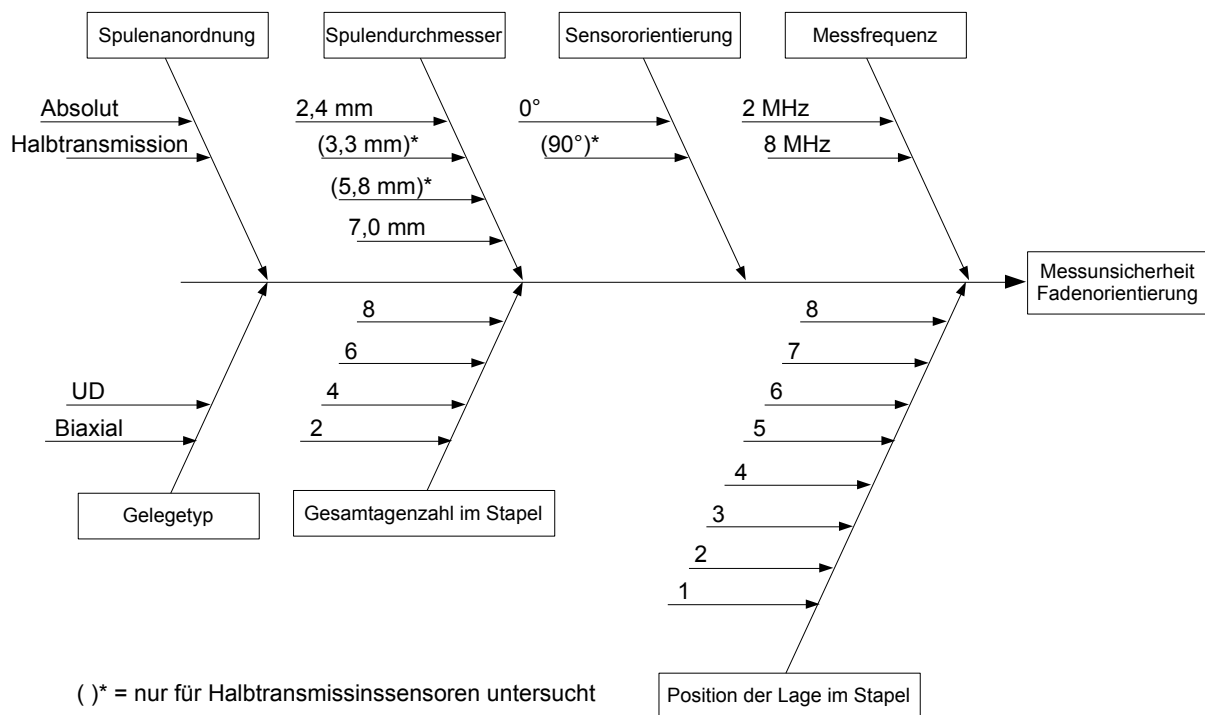 Spulenanordnung
Spulendurchmesser
Sensororientierung
Messfrequenz
Absolut
Halbtransmission
2,4 mm
(3,3 mm)*
(5,8 mm)*
7,0 mm
0°
(90°)*
2 MHz
8 MHz
Messunsicherheit
Fadenorientierung
UD
Biaxial
8
6
4
2
8
7
6
5
4
3
2
1
Gelegetyp
Gesamtagenzahl im Stapel
Position der Lage im Stapel
( )* = nur für Halbtransmissinssensoren untersucht